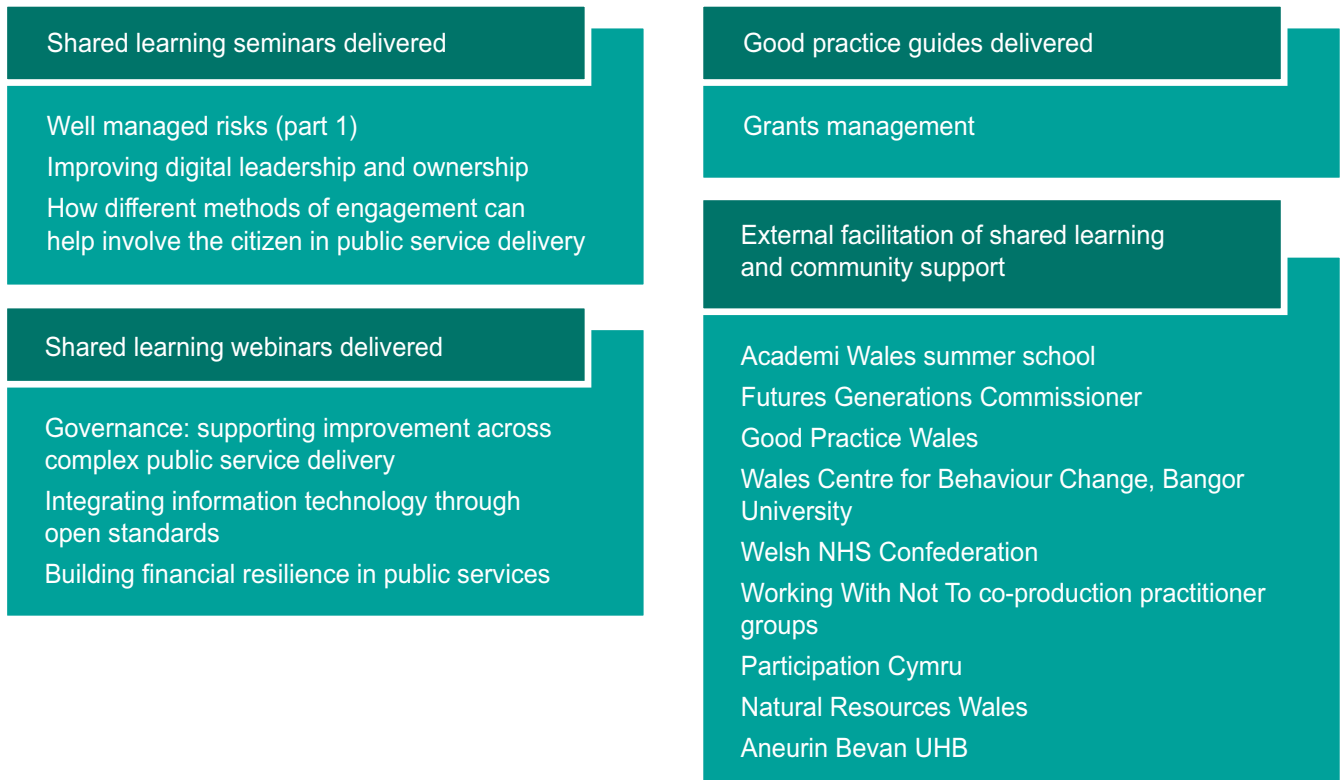 Shared learning seminars delivered
Well managed risks (part 1)
Improving digital leadership and ownership
How different methods of engagement can
help involve the citizen in public service delivery
Shared learning webinars delivered
Governance: supporting improvement across
complex public service delivery
Integrating information technology through
open standards
Building financial resilience in public services
Good practice guides delivered
Grants management
External facilitation of shared learning
and community support
Academi Wales summer school
Futures Generations Commissioner
Good Practice Wales
Wales Centre for Behaviour Change, Bangor
University
Welsh NHS Confederation
Working With Not To co-production practitioner
groups
Participation Cymru
Natural Resources Wales
Aneurin Bevan UHB